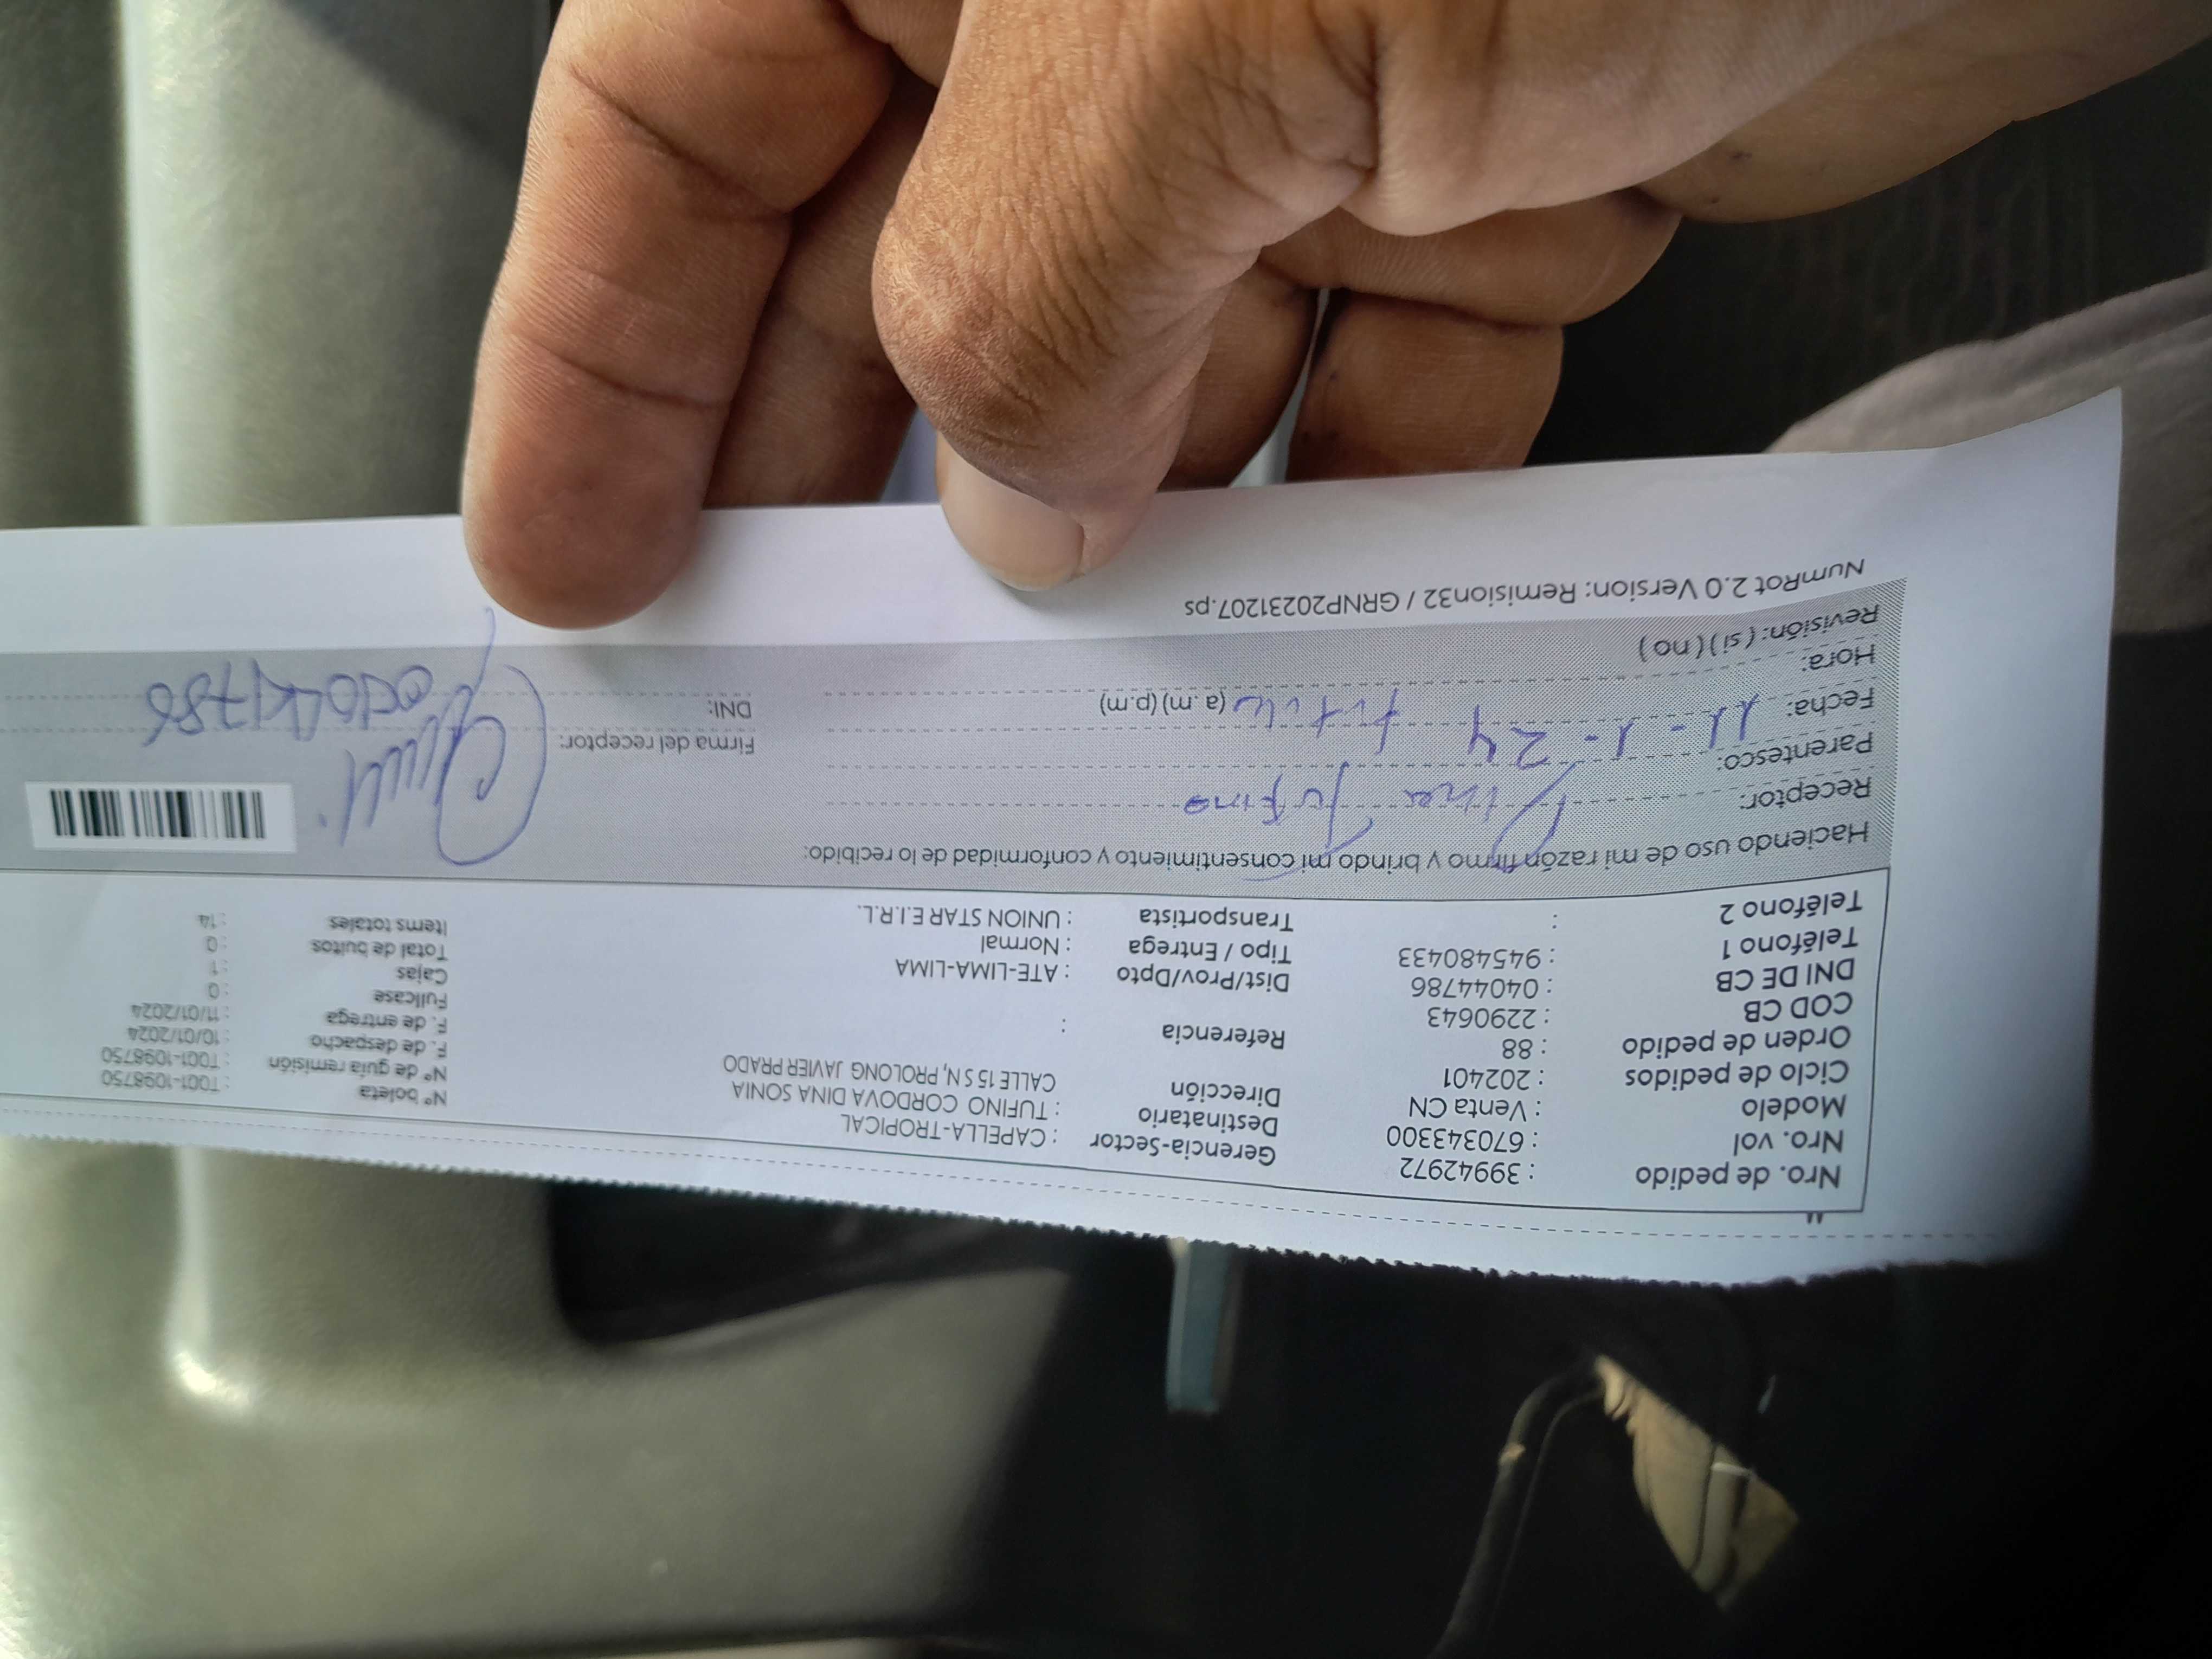 Nro. de pedido : 39942972
Nro. vol : 670343300
Modelo : Venta CN
Ciclo de pedidos : 202401
Orden de pedido : 88
COD CB : 2290643
DNI DE CB : 04044786
Teléfono 1 : 945480433
Teléfono 2 :
Gerencia-Sector : CAPELLA-TROPICAL
Destinatario : TUFINO CORDOVA DINA SONIA
Dirección CALLE 15 S N, PROLONG JAVIER PRADO
Referencia :
Dist/Prov/Dpto : ATE-LIMA-LIMA
Tipo / Entrega : Normal
Transportista : UNION STAR E.I.R.L.
Nº boleta : T001-1098750
Nº de guía remisión : T001-1098750
F. de despacho : 10/01/2024
F. de entrega : 11/01/2024
Fullcase : 0
Cajas : 1
Total de bultos : 0
Items totales : 14
Haciendo uso de mi razón firmo y brindo mi consentimiento y conformidad de lo recibido:
Receptor: Tufino
Parentesco:
Fecha: 11-1-24
Hora: (a.m) (p.m)
Revisión: (si) (no)
Firma del receptor:
DNI:
NumRot 2.0 Version: Remision32 / GRNP20231207.ps